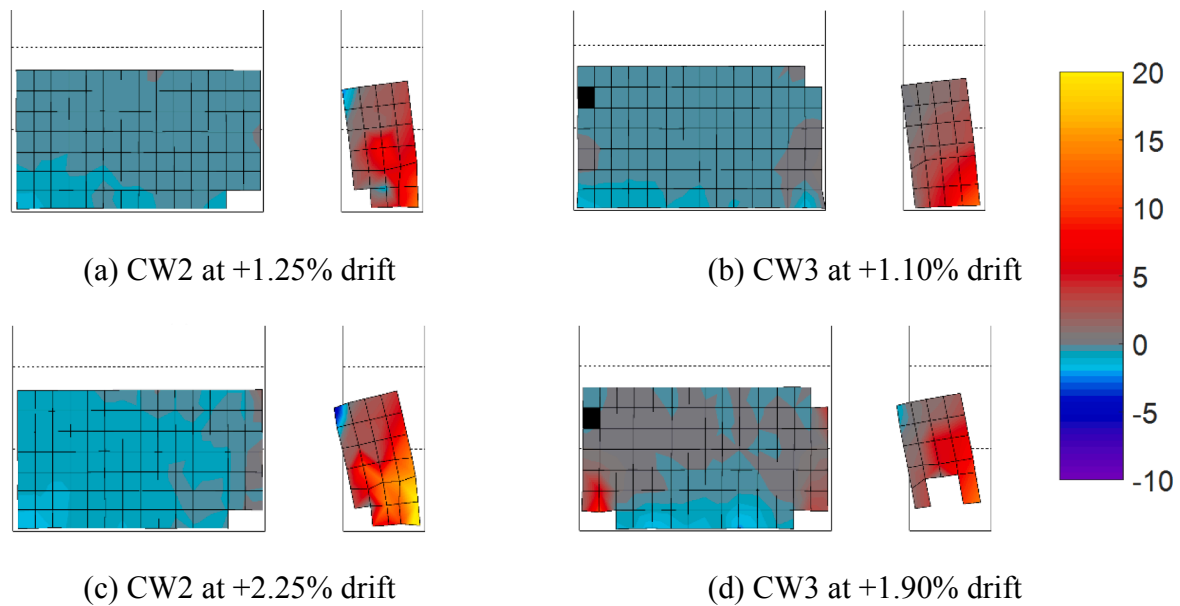 (a) CW2 at +1.25% drift
(b) CW3 at +1.10% drift
(c) CW2 at +2.25% drift
(d) CW3 at +1.90% drift
20
15
10
5
0
-5
-10